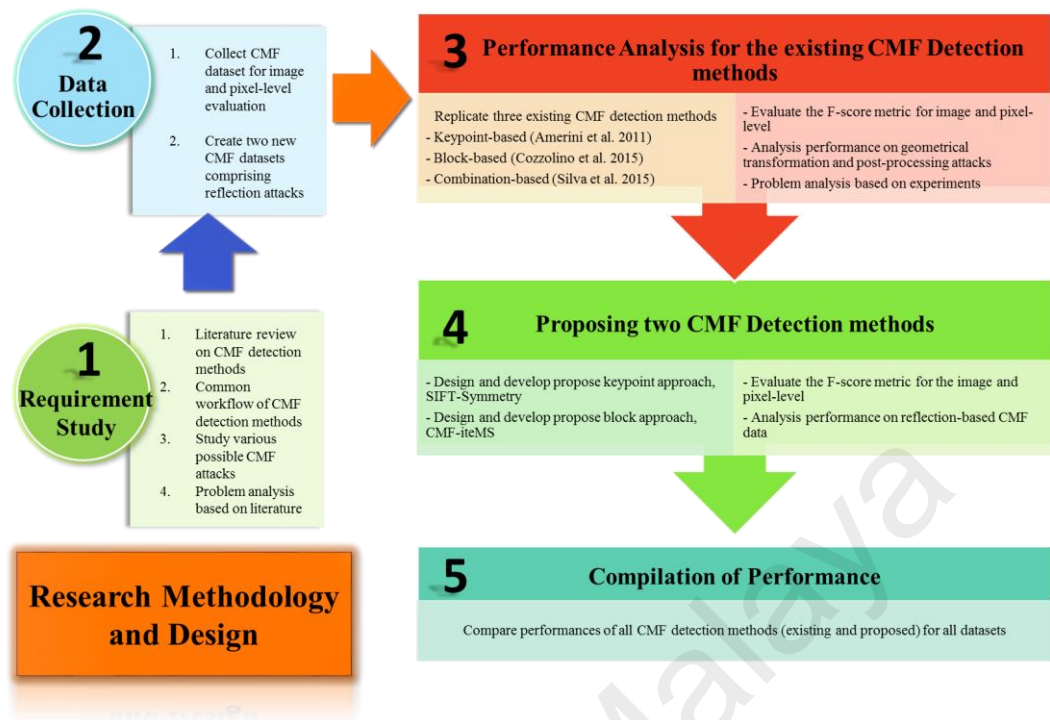 2
Data
Collection
1. Collect CMF
dataset for image
and pixel-level
evaluation
2. Create two new
CMF datasets
comprising
reflection attacks
1
Requirement
Study
1. Literature review
on CMF detection
methods
2. Common
workflow of CMF
detection methods
3. Study various
possible CMF
attacks
4. Problem analysis
based on literature
Research Methodology
and Design
3 Performance Analysis for the existing CMF Detection
methods
Replicate three existing CMF detection methods
- Keypoint-based (Amerini et al. 2011)
- Block-based (Cozzolino et al. 2015)
- Combination-based (Silva et al. 2015)
- Evaluate the F-score metric for image and pixel-
level
- Analysis performance on geometrical
transformation and post-processing attacks
- Problem analysis based on experiments
4 Proposing two CMF Detection methods
- Design and develop propose keypoint approach,
SIFT-Symmetry
- Design and develop propose block approach,
CMF-iteMS
- Evaluate the F-score metric for the image and
pixel-level
- Analysis performance on reflection-based CMF
data
5 Compilation of Performance
Compare performances of all CMF detection methods (existing and proposed) for all datasets
Malaya